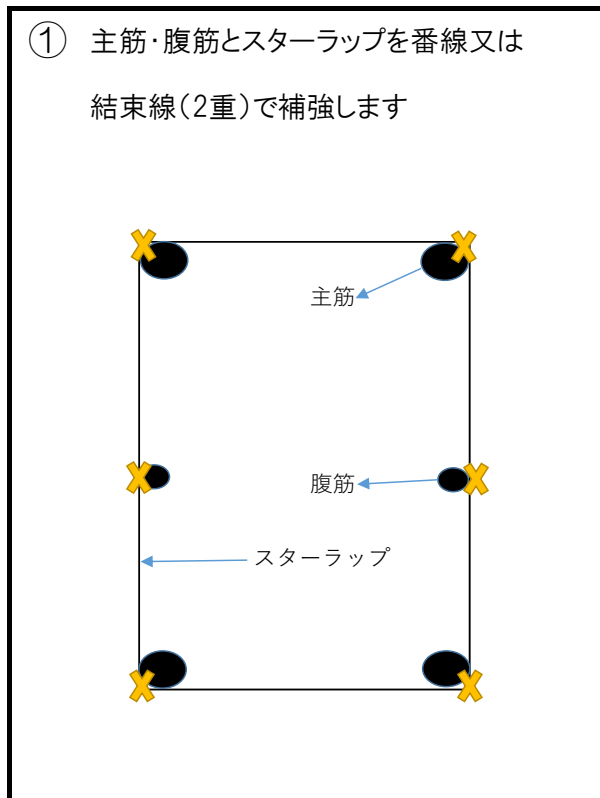 ① 主筋・腹筋とスターラップを番線又は
結束線（2重）で補強します
主筋
腹筋
スターラップ